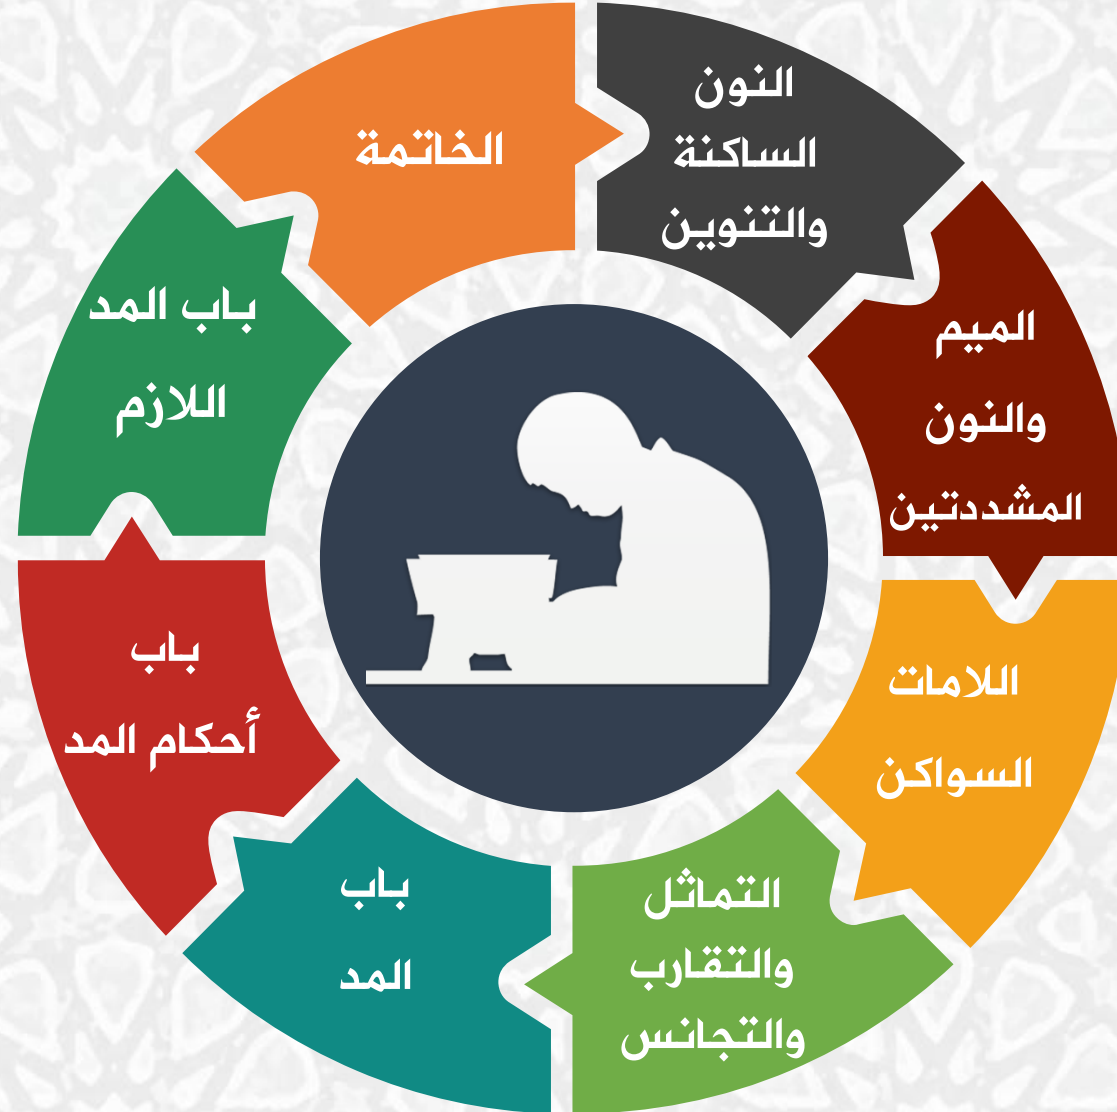 النون
الساكنة
والتنوين
الميم
والنون
المشددتين
اللامات
السواكن
التماثل
والتقارب
والتجانس
باب
المد
باب
أحكام المد
باب المد
اللازم
الخاتمة